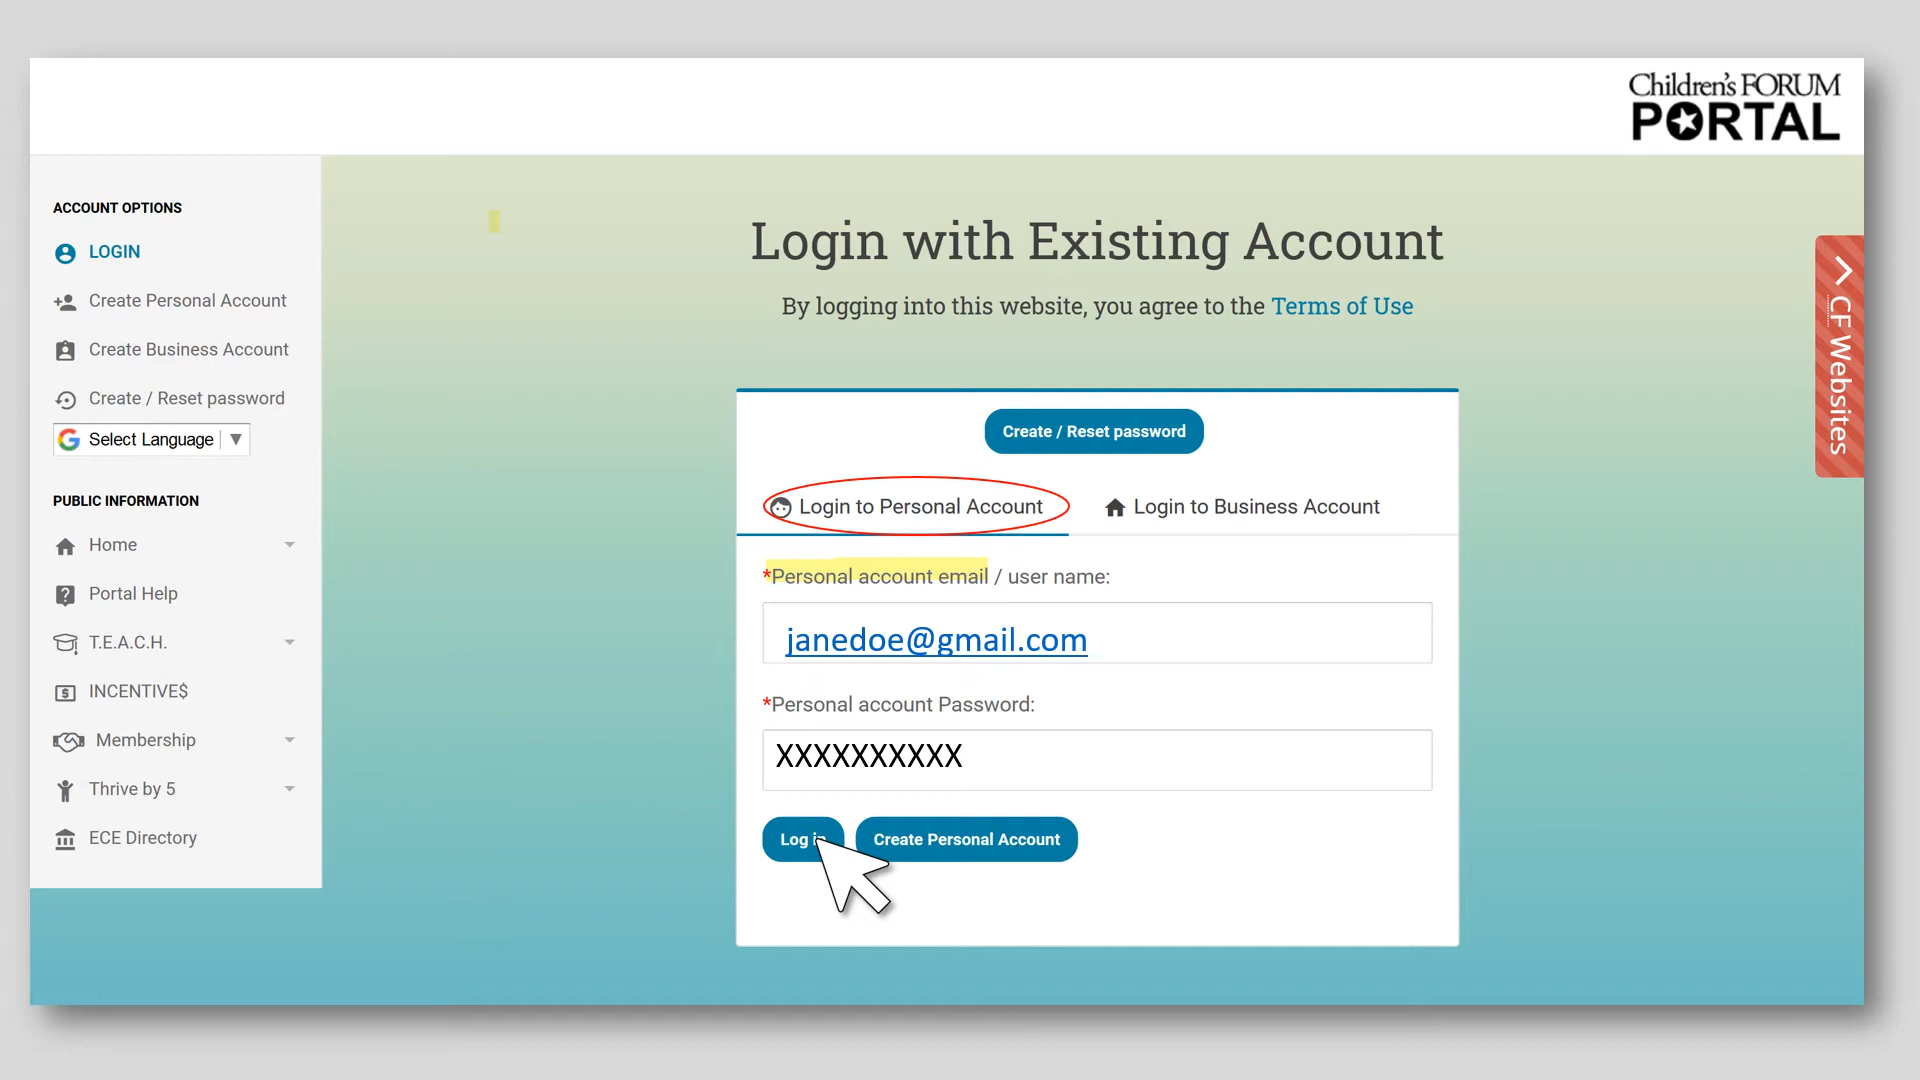 Children's FORUM
PORTAL
ACCOUNT OPTIONS
LOGIN
Create Personal Account
Create Business Account
Create / Reset password
Select Language ▼
PUBLIC INFORMATION
Home
Portal Help
T.E.A.C.H.
INCENTIVE$
Membership
Thrive by 5
ECE Directory
Login with Existing Account
By logging into this website, you agree to the Terms of Use
Create / Reset password
Login to Personal Account
Login to Business Account
*Personal account email / user name:
janedoe@gmail.com
*Personal account Password:
XXXXXXXXXX
Log in
Create Personal Account
CF Websites